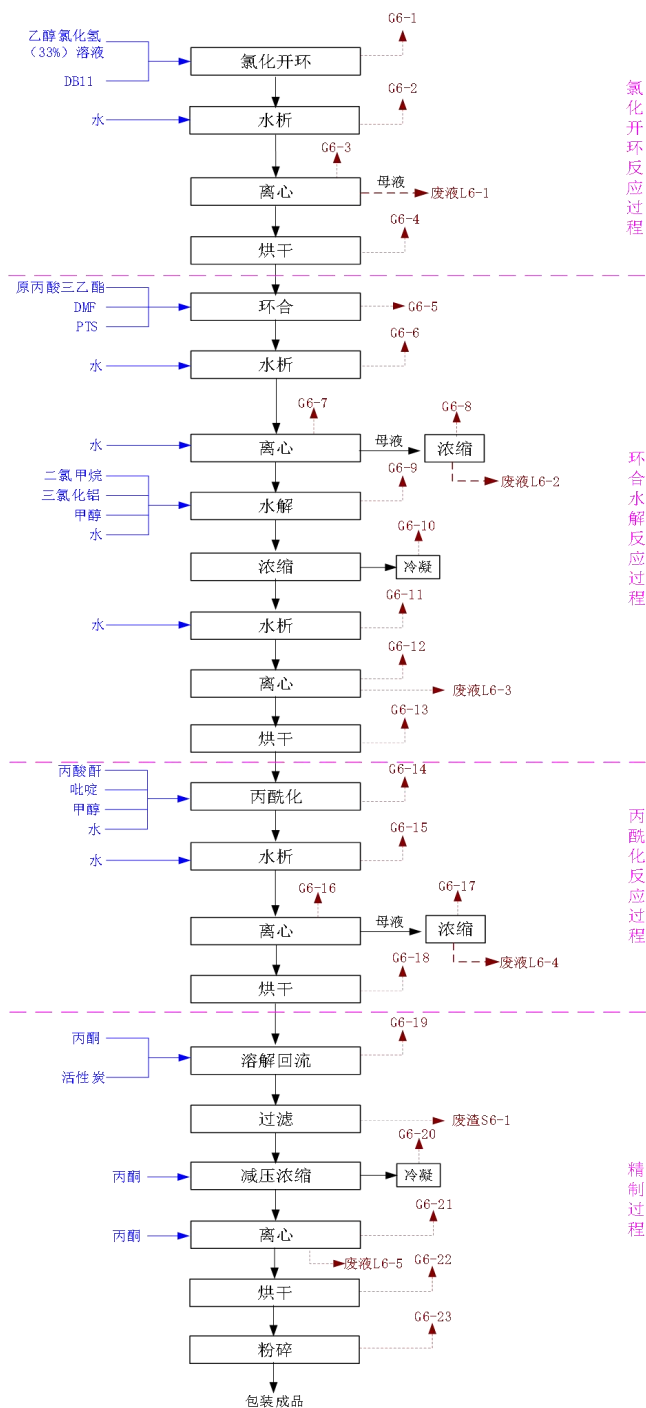 G6-1
乙醇氯化氢
（33%）溶液
DB11
氯化开环
G6-2
水
水析
G6-3
离心
母液
废液L6-1
G6-4
烘干
氯化开环反应过程
原丙酸三乙酯
DMF
PTS
环合
G6-5
G6-6
水
水析
G6-7
G6-8
水
离心
母液
浓缩
废液L6-2
二氯甲烷
三氯化铝
甲醇
水
水解
G6-9
G6-10
浓缩
冷凝
G6-11
水
水析
G6-12
离心
废液L6-3
G6-13
烘干
环合水解反应过程
丙酸酐
吡啶
甲醇
水
丙酰化
G6-14
G6-15
水
水析
G6-16
G6-17
离心
母液
浓缩
废液L6-4
G6-18
烘干
丙酰化反应过程
丙酮
活性炭
溶解回流
G6-19
过滤
废渣S6-1
G6-20
丙酮
减压浓缩
冷凝
G6-21
丙酮
离心
废液L6-5
G6-22
烘干
G6-23
粉碎
包装成品
精制过程